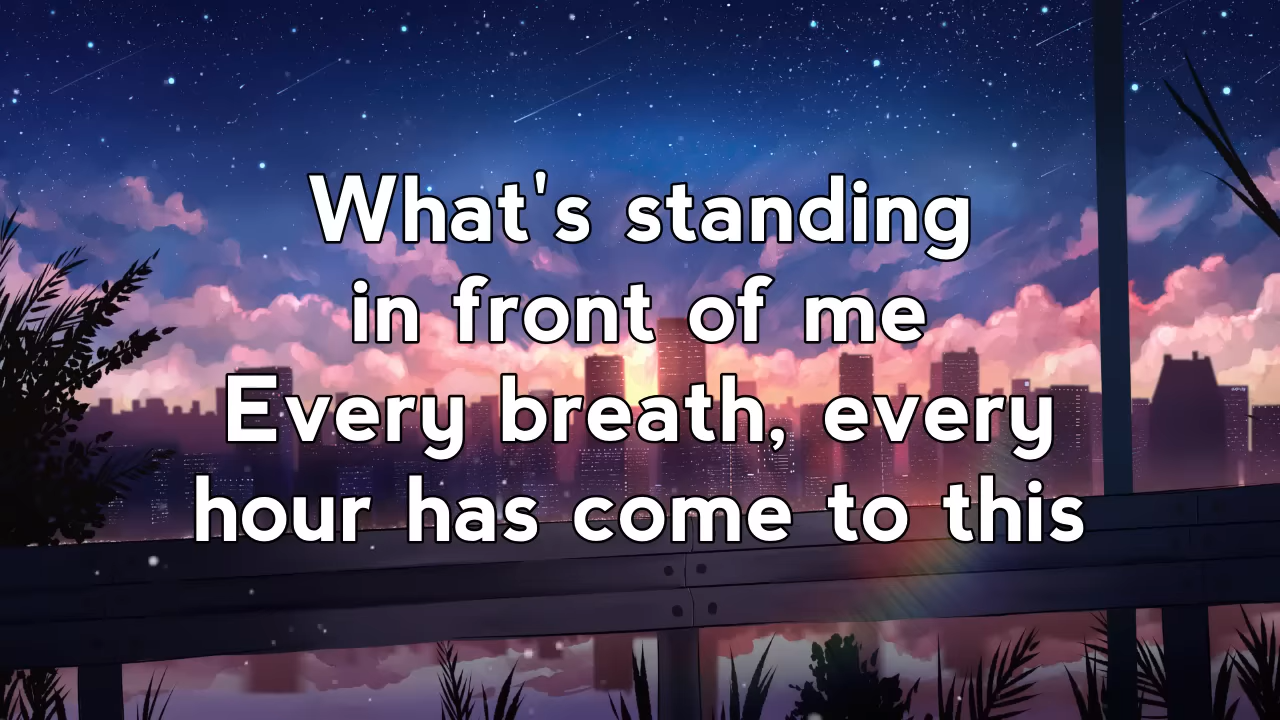 What's standing
in front of me
Every breath, every
hour has come to this